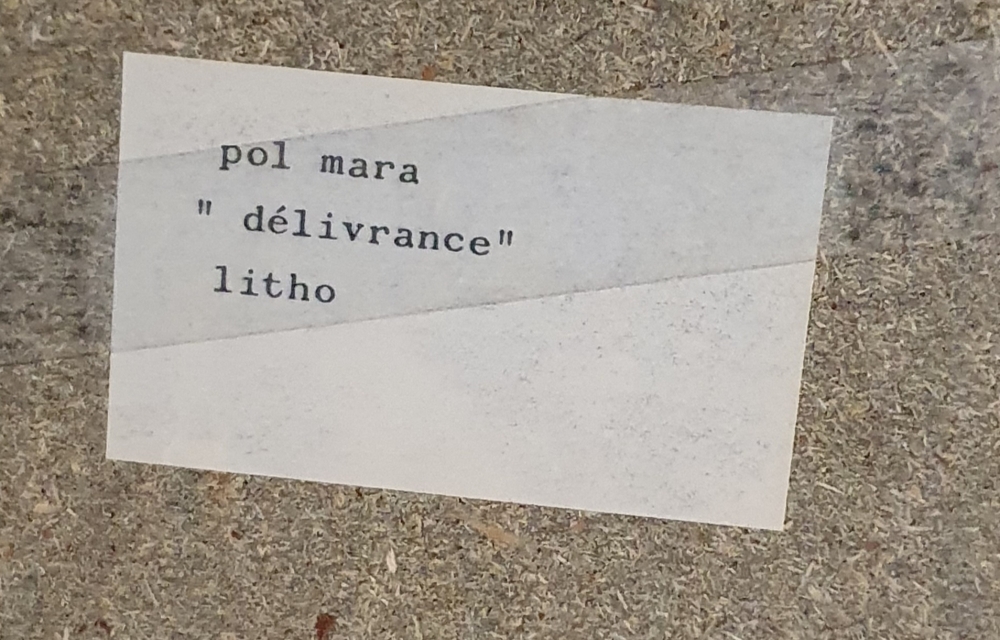 pol mara
" délivrance"
litho